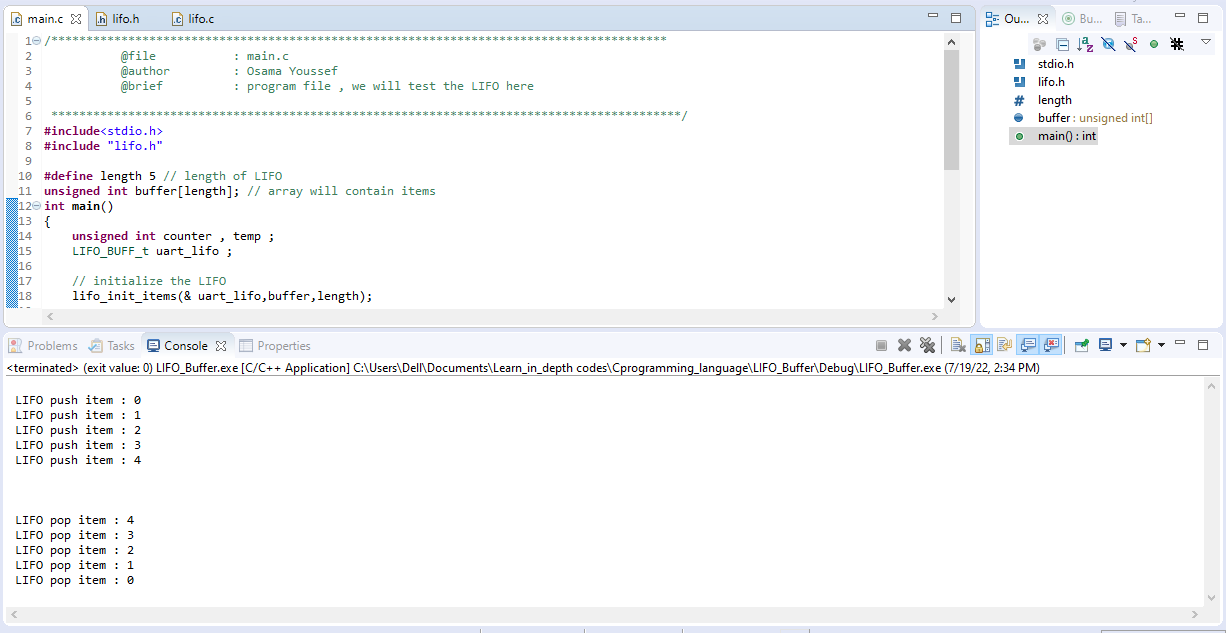 main.c
lifo.h
lifo.c
1 /****************************************************************************************
2 @file : main.c
3 @author : Osama Youssef
4 @brief : program file , we will test the LIFO here
5
6 ******************************************************************************************/
7 #include<stdio.h>
8 #include "lifo.h"
9
10 #define length 5 // length of LIFO
11 unsigned int buffer[length]; // array will contain items
12 int main()
13 {
14 unsigned int counter , temp ;
15 LIFO_BUFF_t uart_lifo ;
16
17 // initialize the LIFO
18 lifo_init_items(& uart_lifo,buffer,length);
Ou...
Bu...
Ta...
stdio.h
lifo.h
length
buffer : unsigned int[]
main() : int
Problems
Tasks
Console
Properties
<terminated> (exit value: 0) LIFO_Buffer.exe [C/C++ Application] C:\Users\Dell\Documents\Learn_in_depth codes\Cprogramming_language\LIFO_Buffer\Debug\LIFO_Buffer.exe (7/19/22, 2:34 PM)
LIFO push item : 0
LIFO push item : 1
LIFO push item : 2
LIFO push item : 3
LIFO push item : 4
LIFO pop item : 4
LIFO pop item : 3
LIFO pop item : 2
LIFO pop item : 1
LIFO pop item : 0